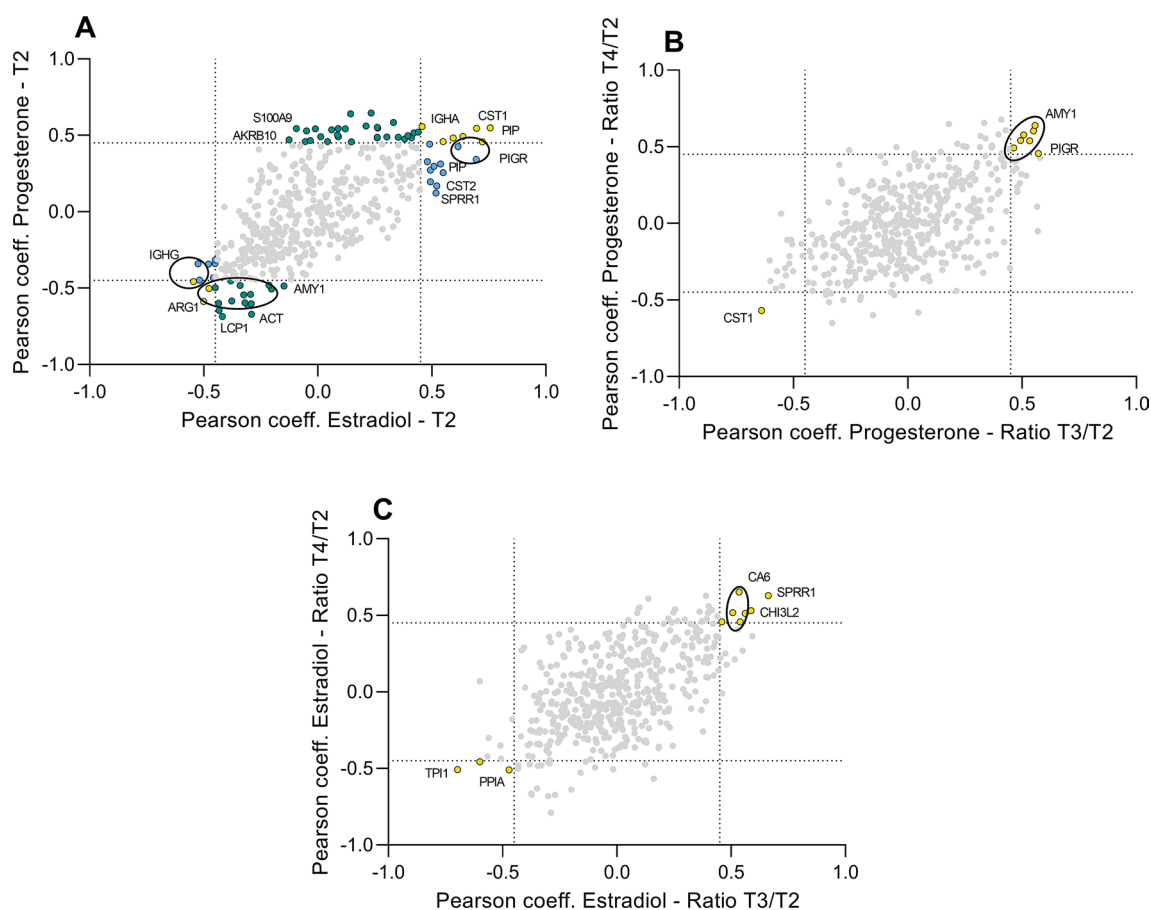 A
Pearson coeff. Progesterone - T2
1.0
0.5
0.0
-0.5
-1.0
-1.0
-0.5
0.0
0.5
1.0
Pearson coeff. Estradiol - T2
S100A9
AKRB10
IGHA
CST1
PIP
PIGR
PIP
CST2
SPRR1
IGHG
ARG1
LCP1
ACT
AMY1
B
Pearson coeff. Progesterone - Ratio T4/T2
1.0
0.5
0.0
-0.5
-1.0
-1.0
-0.5
0.0
0.5
1.0
Pearson coeff. Progesterone - Ratio T3/T2
AMY1
PIGR
CST1
C
Pearson coeff. Estradiol - Ratio T4/T2
1.0
0.5
0.0
-0.5
-1.0
-1.0
-0.5
0.0
0.5
1.0
Pearson coeff. Estradiol - Ratio T3/T2
CA6
SPRR1
CHI3L2
TPI1
PPIA